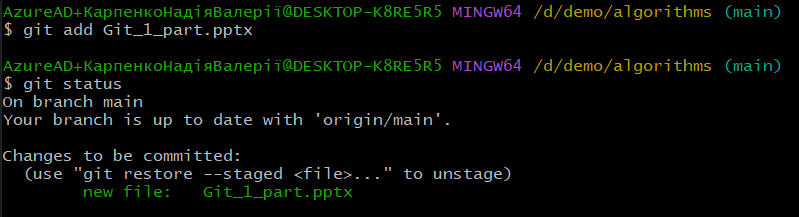 AzureAD+КарпенкоНадіяВалерії@DESKTOP-K8RE5R5 MINGW64 /d/demo/algorithms (main)
$ git add Git_1_part.pptx
AzureAD+КарпенкоНадіяВалерії@DESKTOP-K8RE5R5 MINGW64 /d/demo/algorithms (main)
$ git status
On branch main
Your branch is up to date with 'origin/main'.
Changes to be committed:
  (use "git restore --staged <file>..." to unstage)
        new file:   Git_1_part.pptx